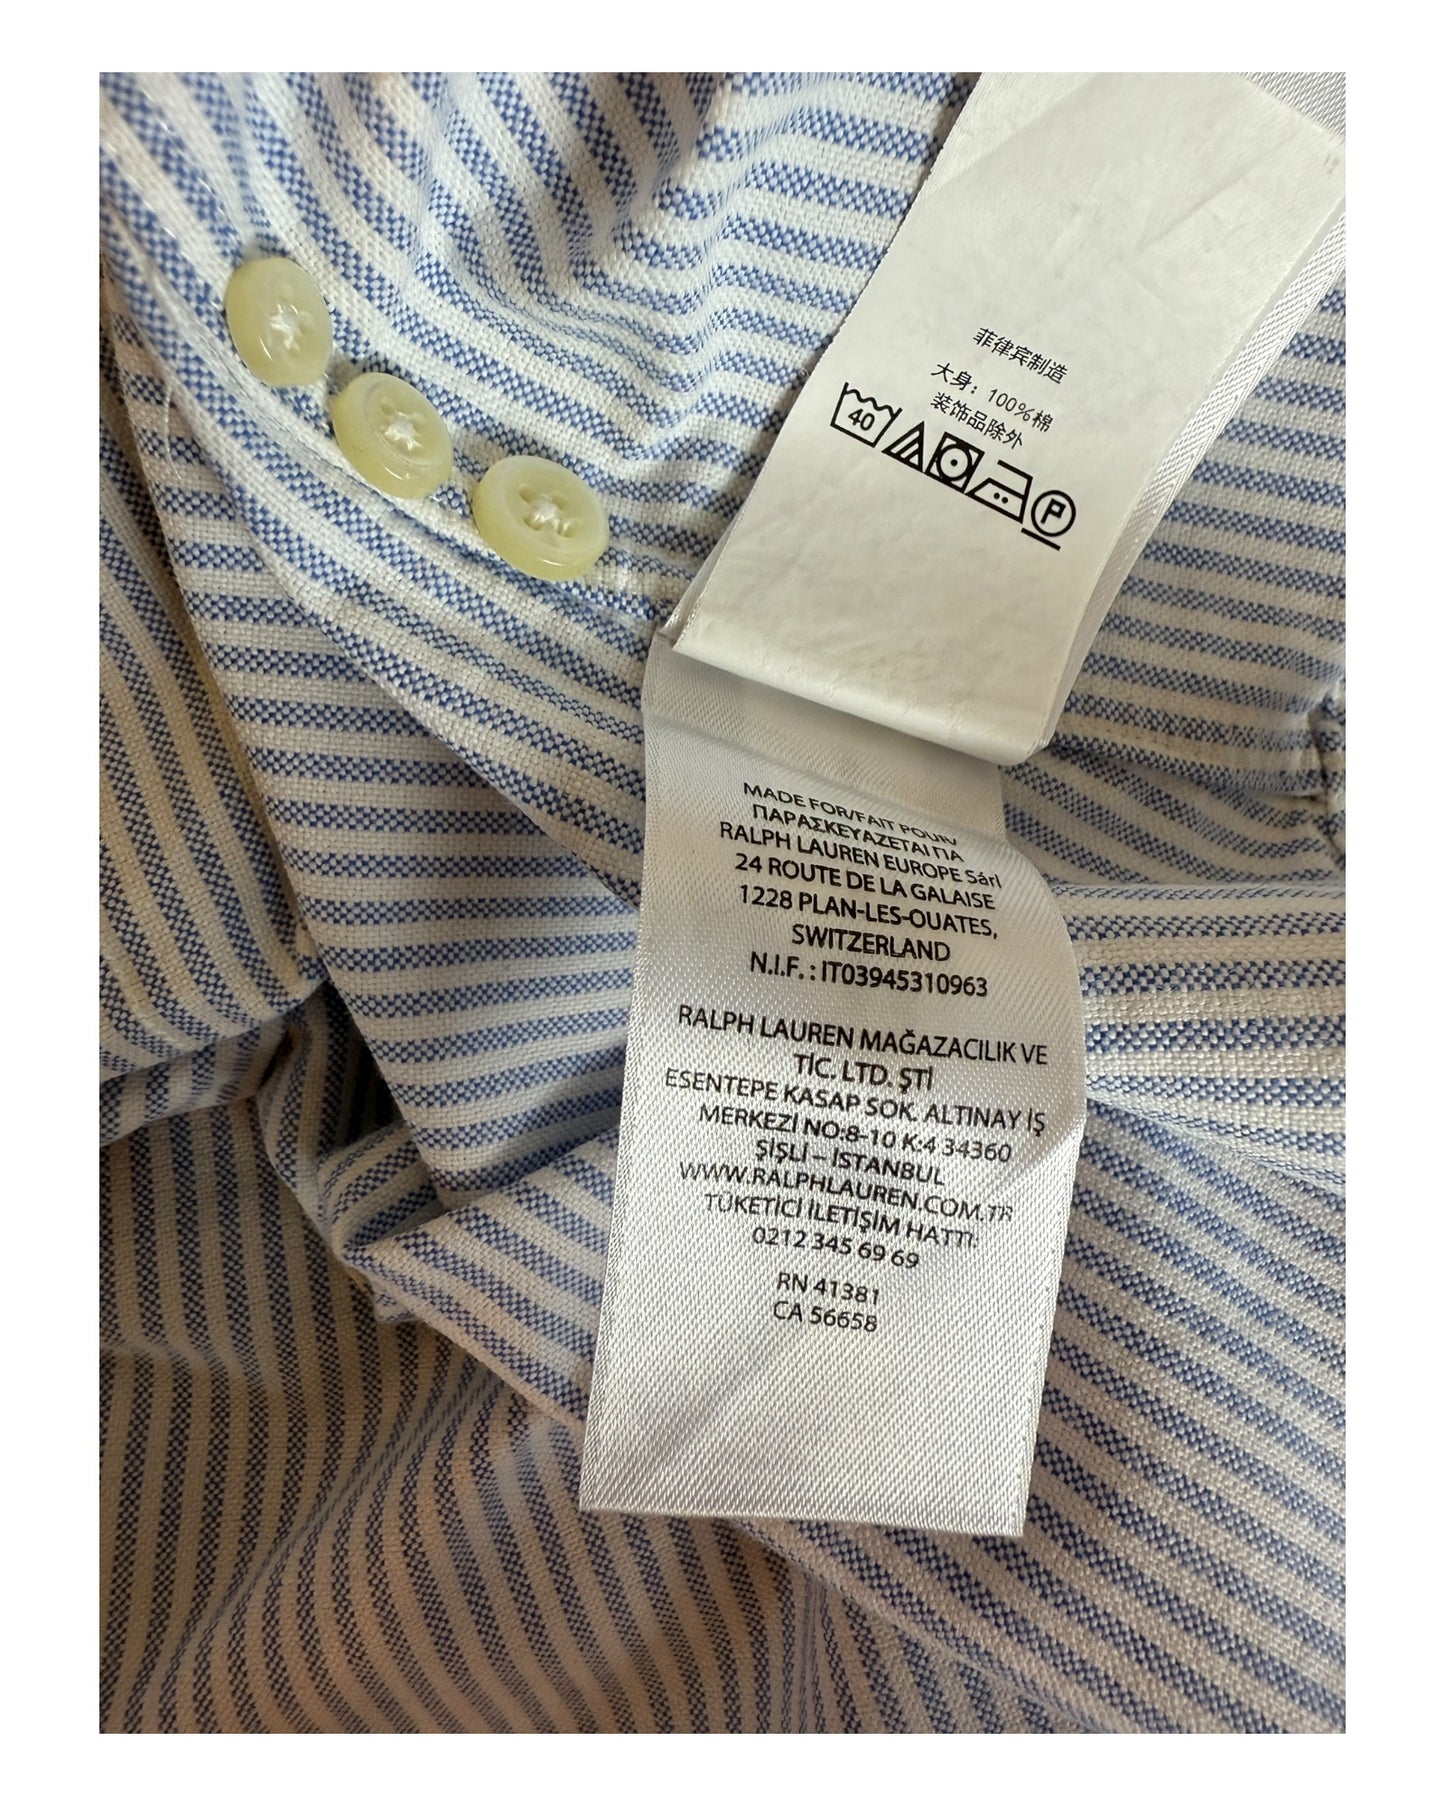 菲律宾制造
大身：100%棉
装饰品除外
40
P
MADE FOR/FAIT POUR/
ΠΑΡΑΣΚΕΥΑΖΕΤΑΙ ΓΙΑ
RALPH LAUREN EUROPE Sárl
24 ROUTE DE LA GALAISE
1228 PLAN-LES-OUATES,
SWITZERLAND
N.I.F. : IT03945310963
RALPH LAUREN MAĞAZACILIK VE
TİC. LTD. ŞTİ
ESENTEPE KASAP SOK. ALTINAY İŞ
MERKEZİ NO:8-10 K:4 34360
ŞİŞLİ – İSTANBUL
WWW.RALPHLAUREN.COM.TR
TÜKETİCİ İLETİŞİM HATTI:
0212 345 69 69
RN 41381
CA 56658